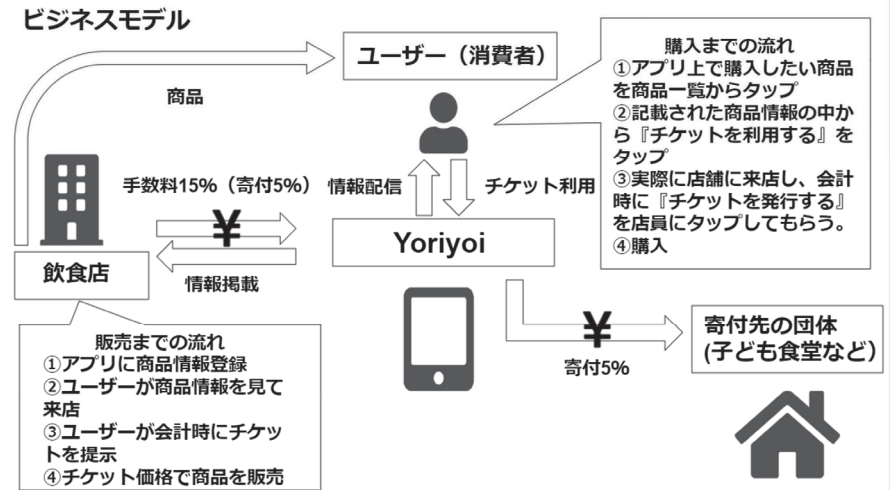 ビジネスモデル
ユーザー（消費者）
商品
購入までの流れ
①アプリ上で購入したい商品
を商品一覧からタップ
②記載された商品情報の中か
ら『チケットを利用する』を
タップ
③実際に店舗に来店し、会計
時に『チケットを発行する』
を店員にタップしてもらう。
④購入
手数料15%（寄付5%）
情報配信
チケット利用
¥
Yoriyoi
飲食店
情報掲載
販売までの流れ
①アプリに商品情報登録
②ユーザーが商品情報を見て
来店
③ユーザーが会計時にチケッ
トを提示
④チケット価格で商品を販売
¥
寄付5%
寄付先の団体
(子ども食堂など）